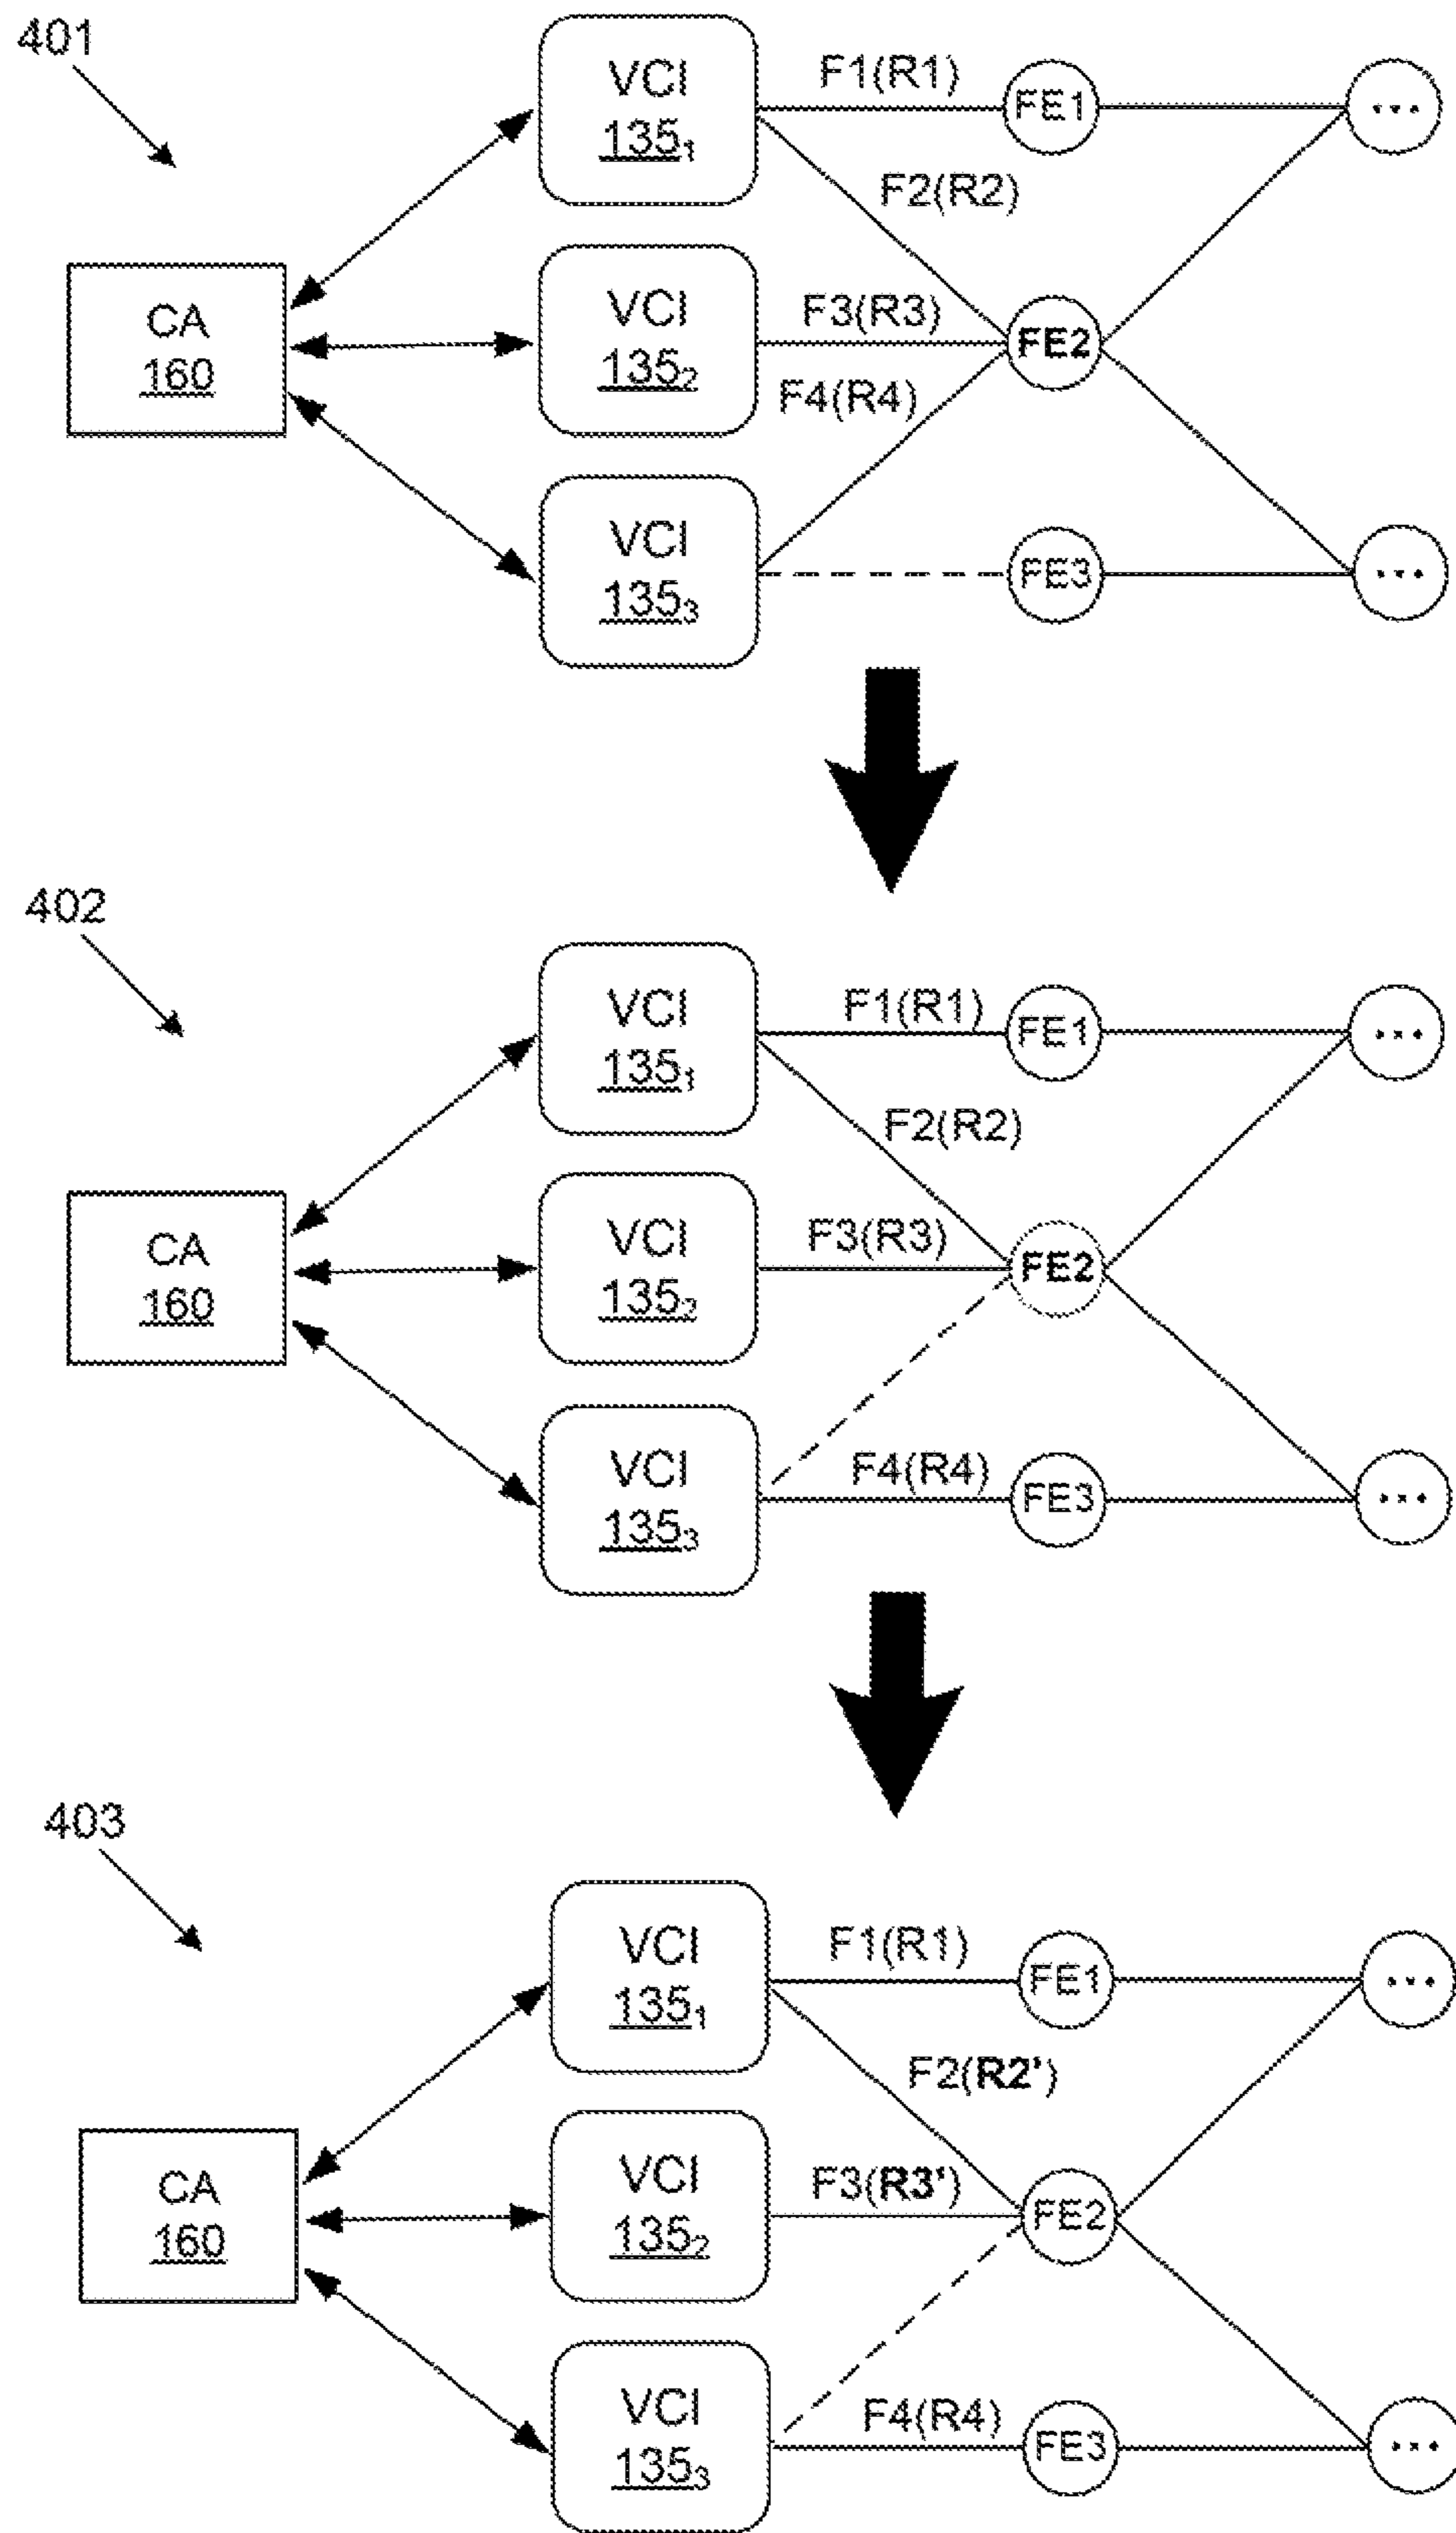 401
VCI
135₁
F1(R1)
FE1
...
F2(R2)
CA
160
VCI
135₂
F3(R3)
FE2
F4(R4)
VCI
135₃
FE3
...
402
VCI
135₁
F1(R1)
FE1
...
F2(R2)
CA
160
VCI
135₂
F3(R3)
FE2
VCI
135₃
F4(R4)
FE3
...
403
VCI
135₁
F1(R1)
FE1
...
F2(R2')
CA
160
VCI
135₂
F3(R3')
FE2
VCI
135₃
F4(R4)
FE3
...